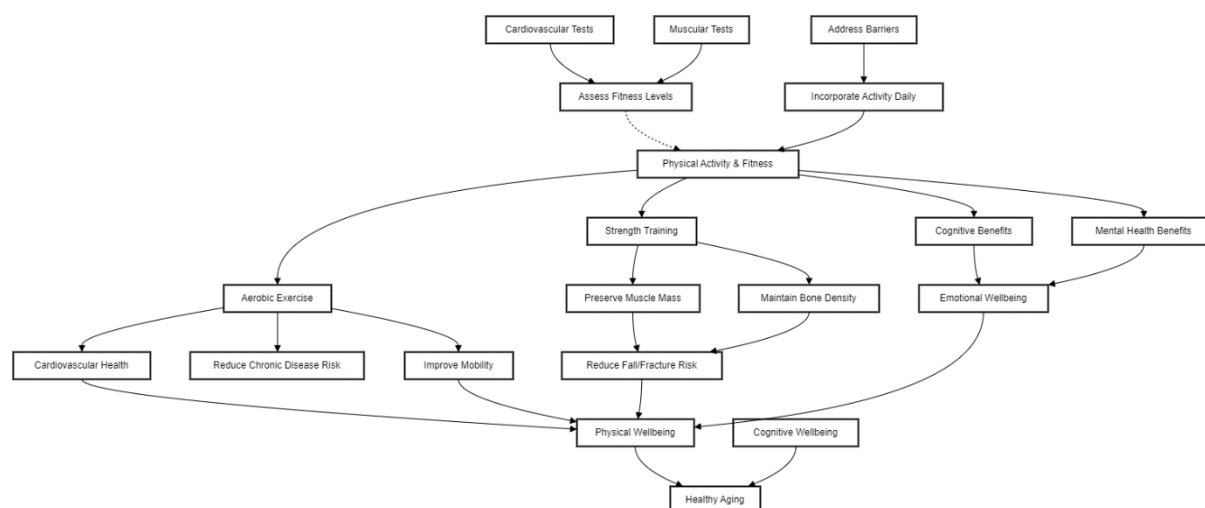 Cardiovascular Tests
Muscular Tests
Address Barriers
Assess Fitness Levels
Incorporate Activity Daily
Physical Activity & Fitness
Strength Training
Cognitive Benefits
Mental Health Benefits
Aerobic Exercise
Preserve Muscle Mass
Maintain Bone Density
Emotional Wellbeing
Cardiovascular Health
Reduce Chronic Disease Risk
Improve Mobility
Reduce Fall/Fracture Risk
Physical Wellbeing
Cognitive Wellbeing
Healthy Aging